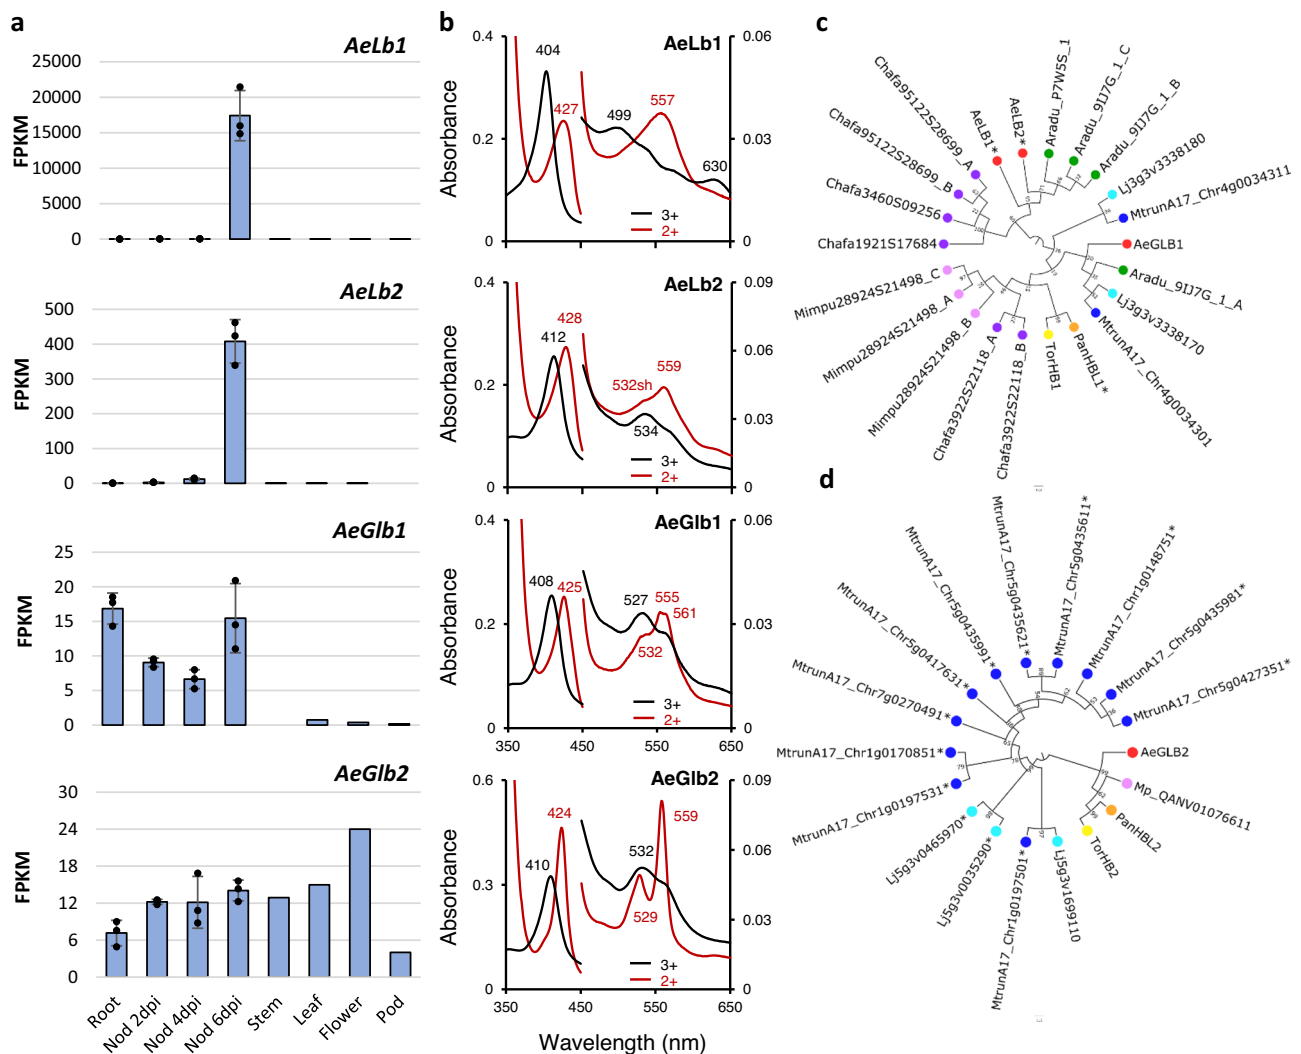 a
AeLb1
FPKM
25000
20000
15000
10000
5000
0
AeLb2
FPKM
500
400
300
200
100
0
AeGlb1
FPKM
25
20
15
10
5
0
AeGlb2
FPKM
30
24
18
12
6
0
Root
Nod 2dpi
Nod 4dpi
Nod 6dpi
Stem
Leaf
Flower
Pod
b
AeLb1
Absorbance
0.4
0.2
0
0.06
0.03
0
404
427
499
557
630
3+
2+
AeLb2
Absorbance
0.4
0.2
0
0.09
0.06
0.03
0
412
428
532sh
559
534
3+
2+
AeGlb1
Absorbance
0.4
0.2
0
0.06
0.03
0
408
425
527
555
561
532
3+
2+
AeGlb2
Absorbance
0.6
0.3
0
0.09
0.06
0.03
0
410
424
532
559
529
3+
2+
350
450
550
650
Wavelength (nm)
c
Chafa95122S28699_A
Chafa95122S28699_B
Chafa3460S09256
Chafa1921S17684
Mimpu28924S21498_C
Mimpu28924S21498_A
Mimpu28924S21498_B
Chafa3922S22118_A
Chafa3922S22118_B
TorHB1
PanHBL1*
MtrunA17_Chr4g0034301
Lj3g3v3338170
Aradu_9IJ7G_1_A
AeGLB1
MtrunA17_Chr4g0034311
Lj3g3v3338180
Aradu_9IJ7G_1_B
Aradu_9IJ7G_1_C
Aradu_P7W5S_1
AeLB2*
AeLB1*
d
MtrunA17_Chr5g0435611*
MtrunA17_Chr1g0148751*
MtrunA17_Chr5g0435981*
MtrunA17_Chr5g0427351*
AeGLB2
Mp_QANV01076611
PanHBL2
TorHB2
Lj5g3v1699110
MtrunA17_Chr1g0197501*
Lj5g3v0035290*
Lj5g3v0465970*
MtrunA17_Chr1g0197531*
MtrunA17_Chr1g0170851*
MtrunA17_Chr7g0270491*
MtrunA17_Chr5g0417631*
MtrunA17_Chr5g0435991*
MtrunA17_Chr5g0435621*